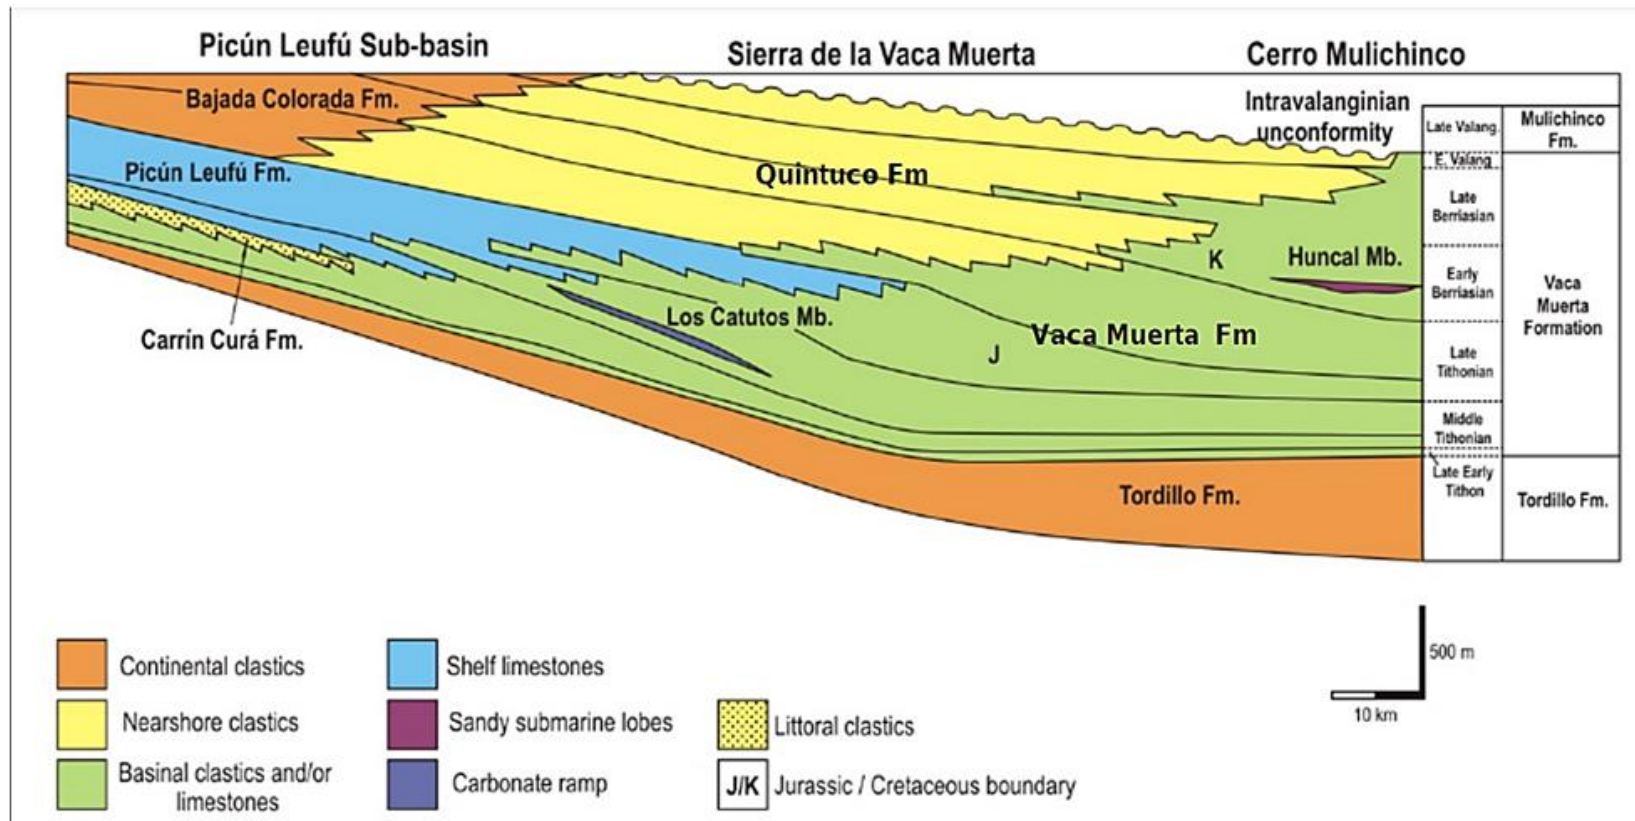 Picún Leufú Sub-basin
Sierra de la Vaca Muerta
Cerro Mulichinco
Bajada Colorada Fm.
Intravalanginian
unconformity
Late Valang.
Mulichinco
Fm.
E. Valang
Picún Leufú Fm.
Quintuco Fm
Late
Berriasian
K
Huncal Mb.
Early
Berriasian
Vaca
Muerta
Formation
Carrín Curá Fm.
Los Catutos Mb.
Vaca Muerta Fm
J
Late
Tithonian
Middle
Tithonian
Late Early
Tithon
Tordillo Fm.
Tordillo Fm.
Continental clastics
Shelf limestones
500 m
Nearshore clastics
Sandy submarine lobes
Littoral clastics
10 km
Basinal clastics and/or
limestones
Carbonate ramp
J/K
Jurassic / Cretaceous boundary